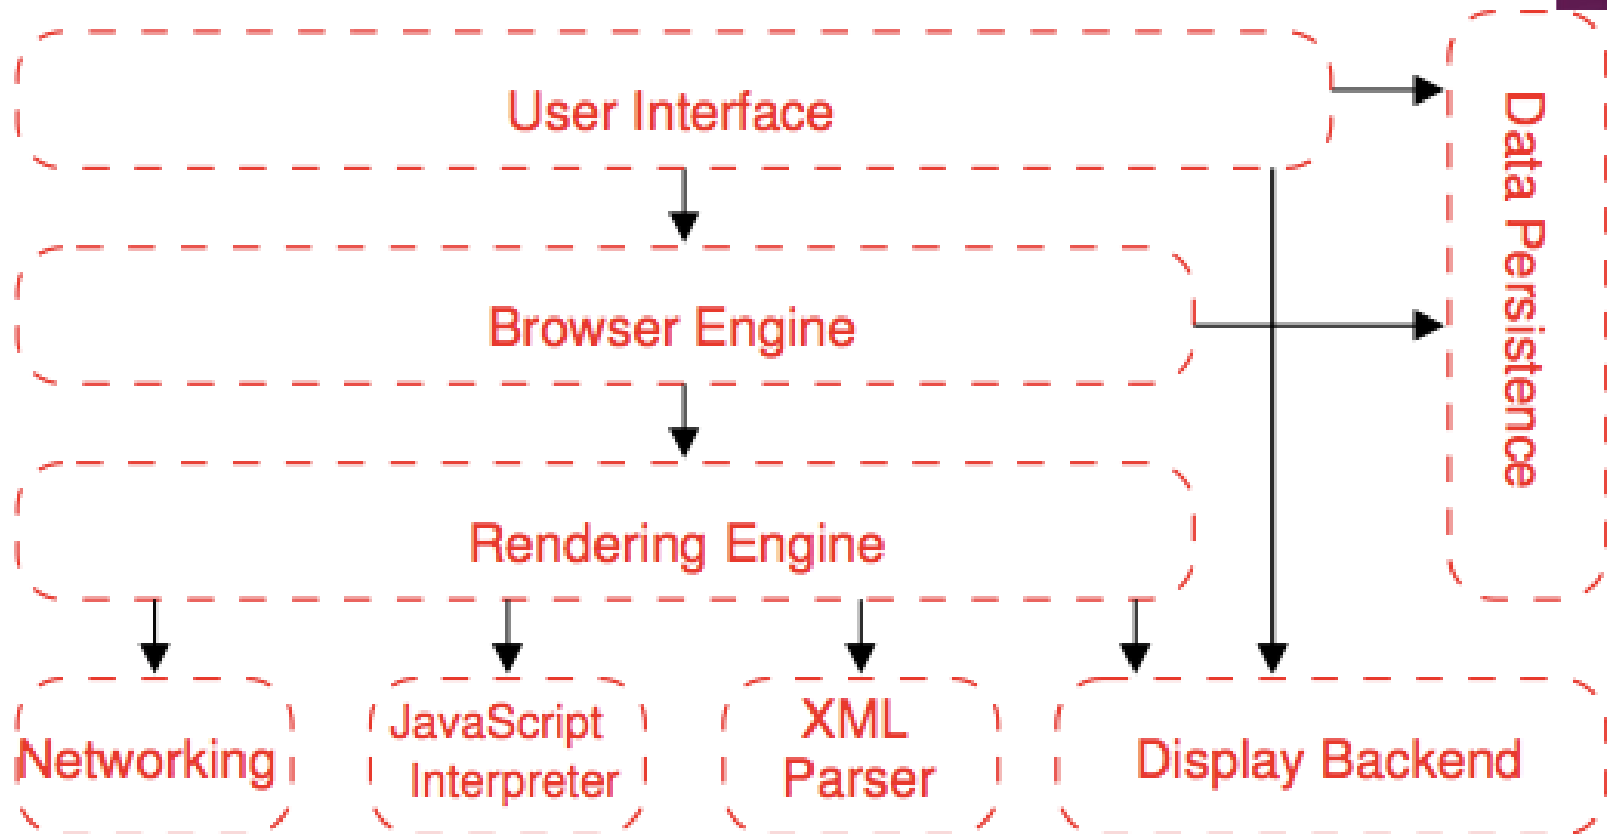 User Interface
Data Persistence
Browser Engine
Rendering Engine
Networking
JavaScript
Interpreter
XML
Parser
Display Backend